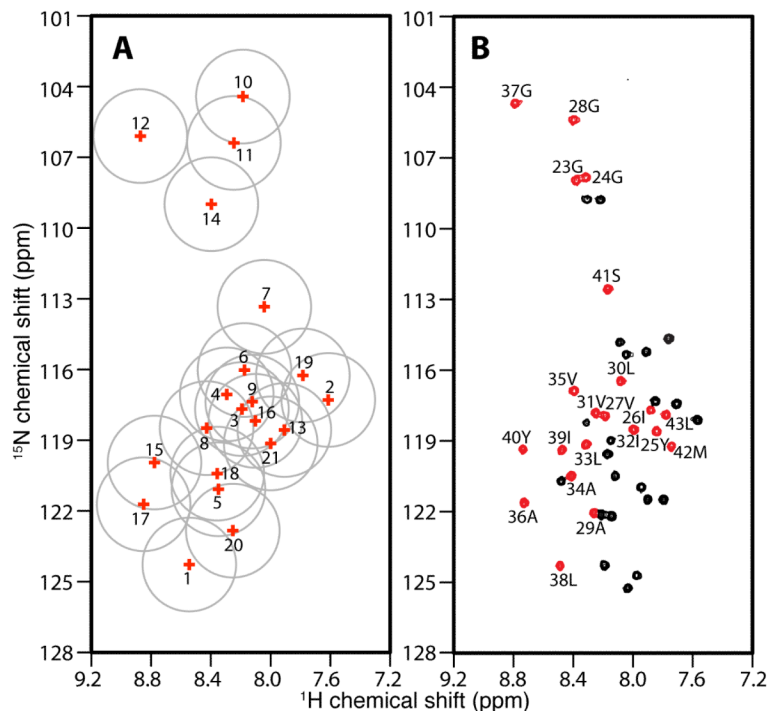 A
B
101
104
107
110
113
116
119
122
125
128
101
104
107
110
113
116
119
122
125
128
15N chemical shift (ppm)
9.2 8.8 8.4 8.0 7.6 7.2
9.2 8.8 8.4 8.0 7.6 7.2
1H chemical shift (ppm)
10
12
11
14
7
6
19
4
9
2
3
16
13
8
21
15
18
5
17
20
1
37G
28G
23G
24G
41S
30L
35V
31V
27V
26I
43L
40Y
39I
32I
25Y
33L
42M
34A
36A
29A
38L